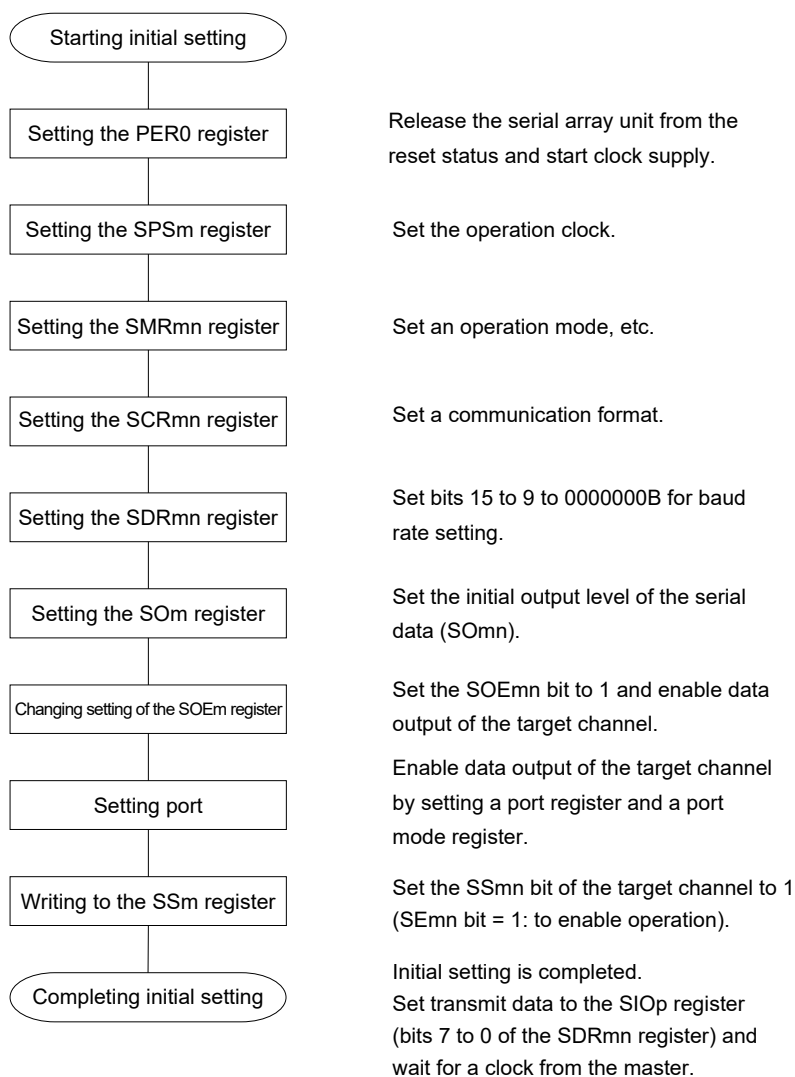 Starting initial setting
Setting the PER0 register
Release the serial array unit from the
reset status and start clock supply.
Setting the SPSm register
Set the operation clock.
Setting the SMRmn register
Set an operation mode, etc.
Setting the SCRmn register
Set a communication format.
Setting the SDRmn register
Set bits 15 to 9 to 0000000B for baud
rate setting.
Setting the SOm register
Set the initial output level of the serial
data (SOmn).
Changing setting of the SOEm register
Set the SOEmn bit to 1 and enable data
output of the target channel.
Setting port
Enable data output of the target channel
by setting a port register and a port
mode register.
Writing to the SSm register
Set the SSmn bit of the target channel to 1
(SEmn bit = 1: to enable operation).
Completing initial setting
Initial setting is completed.
Set transmit data to the SIOp register
(bits 7 to 0 of the SDRmn register) and
wait for a clock from the master.